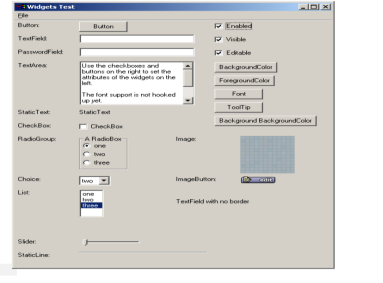 Widgets Test
File
Button:
Button
Enabled
TextField:
Visible
PasswordField:
Editable
TextArea:
Use the checkboxes and
buttons on the right to set the
attributes of the widgets on the
left.
The font support is not hooked
up yet.
BackgroundColor
ForegroundColor
Font
ToolTip
Background BackgroundColor
StaticText:
StaticText
CheckBox:
CheckBox
RadioGroup:
A RadioBox
one
two
three
Image:
Choice:
two
ImageButton:
List:
one
two
three
TextField with no border
Slider:
StaticLine: